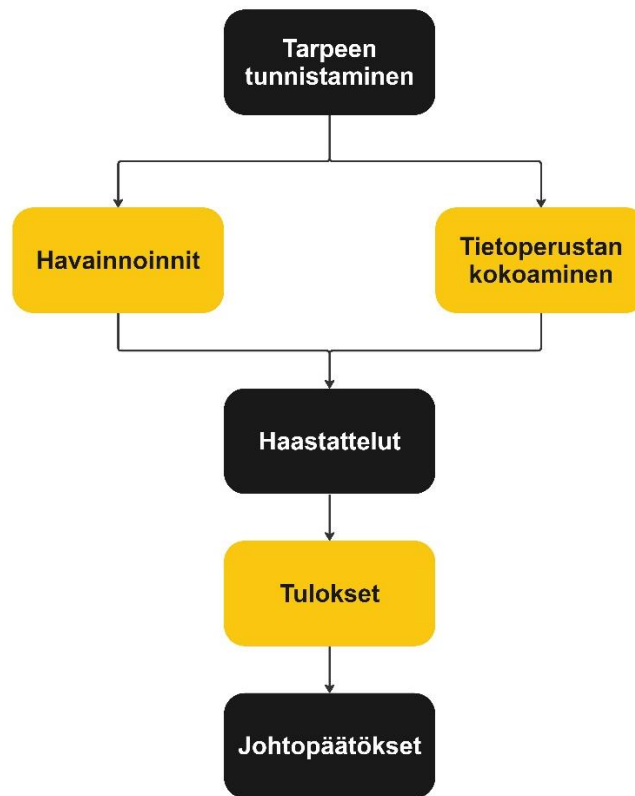 Tarpeen
tunnistaminen
Havainnoinnit
Tietoperustan
kokoaminen
Haastattelut
Tulokset
Johtopäätökset